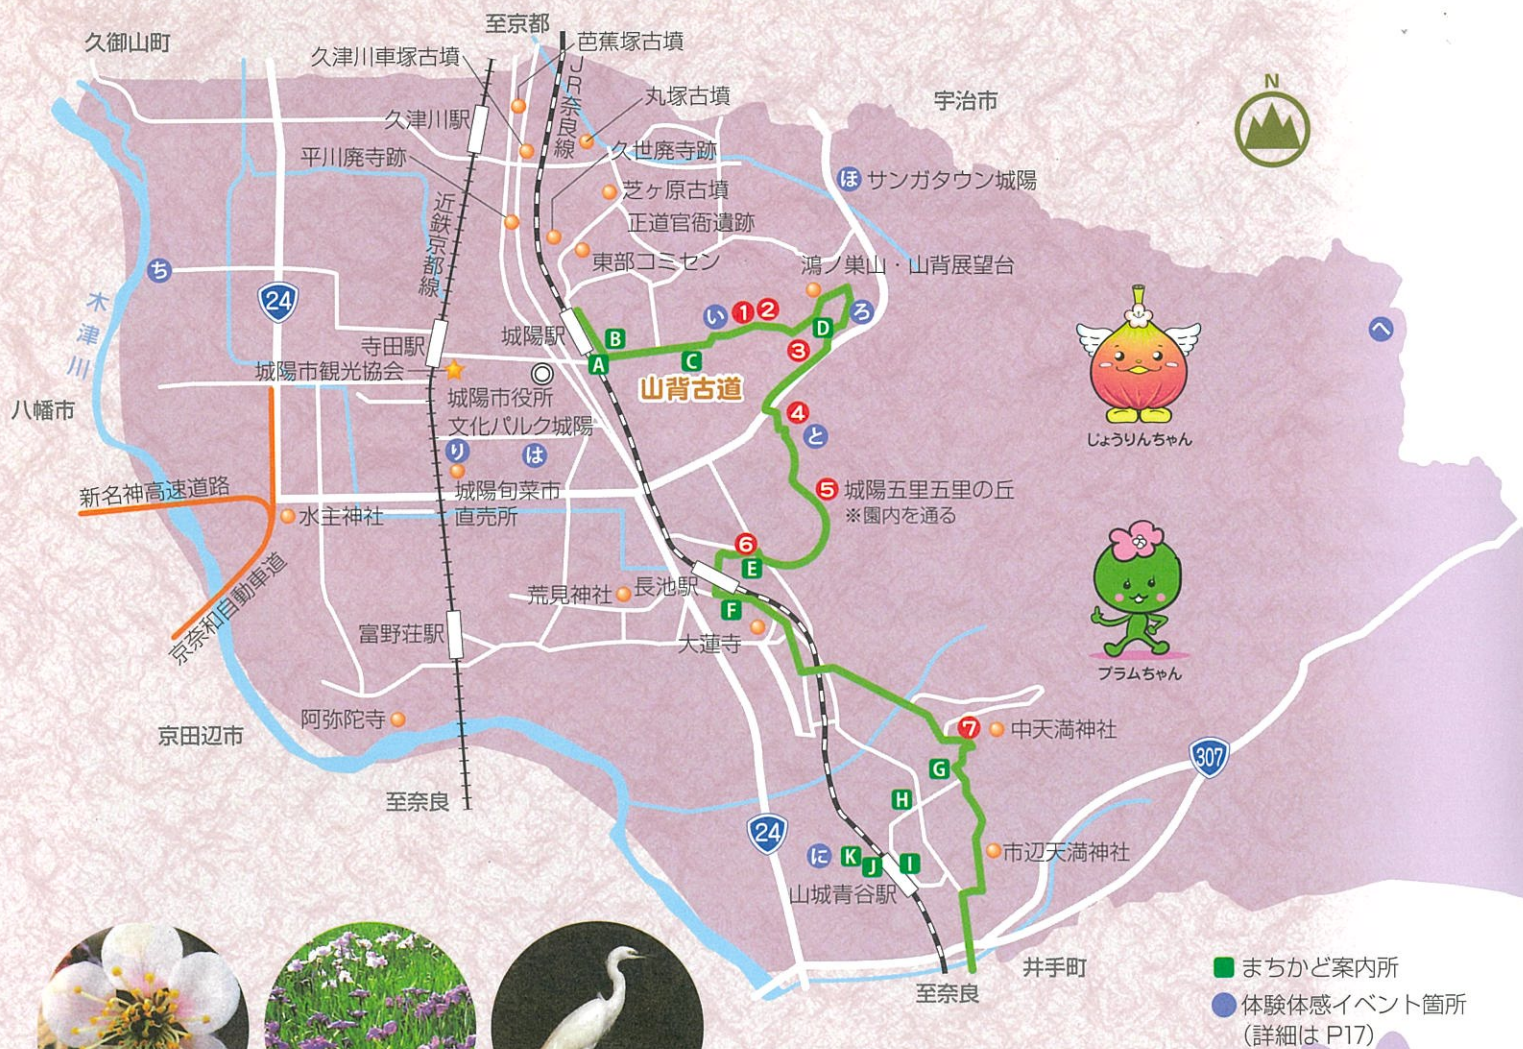 至京都
久御山町
久津川車塚古墳
芭蕉塚古墳
JR奈良線
丸塚古墳
宇治市
N
久津川駅
平川廃寺跡
久世廃寺跡
芝ヶ原古墳
ほ サンガタウン城陽
正道官衙遺跡
近鉄京都線
東部コミセン
鴻ノ巣山・山背展望台
ち
木津川
24
い
1
2
ろ
へ
城陽駅
B
D
寺田駅
A
C
3
城陽市観光協会
山背古道
八幡市
城陽市役所
文化パルク城陽
4
と
じょうりんちゃん
り
は
新名神高速道路
城陽旬菜市
直売所
5 城陽五里五里の丘
※園内を通る
水主神社
6
E
京奈和自動車道
荒見神社
長池駅
F
富野荘駅
大蓮寺
プラムちゃん
阿弥陀寺
京田辺市
7
中天満神社
307
G
至奈良
H
24
に
K
J
I
市辺天満神社
山城青谷駅
井手町
至奈良
まちかど案内所
体験体感イベント箇所
(詳細は P17)